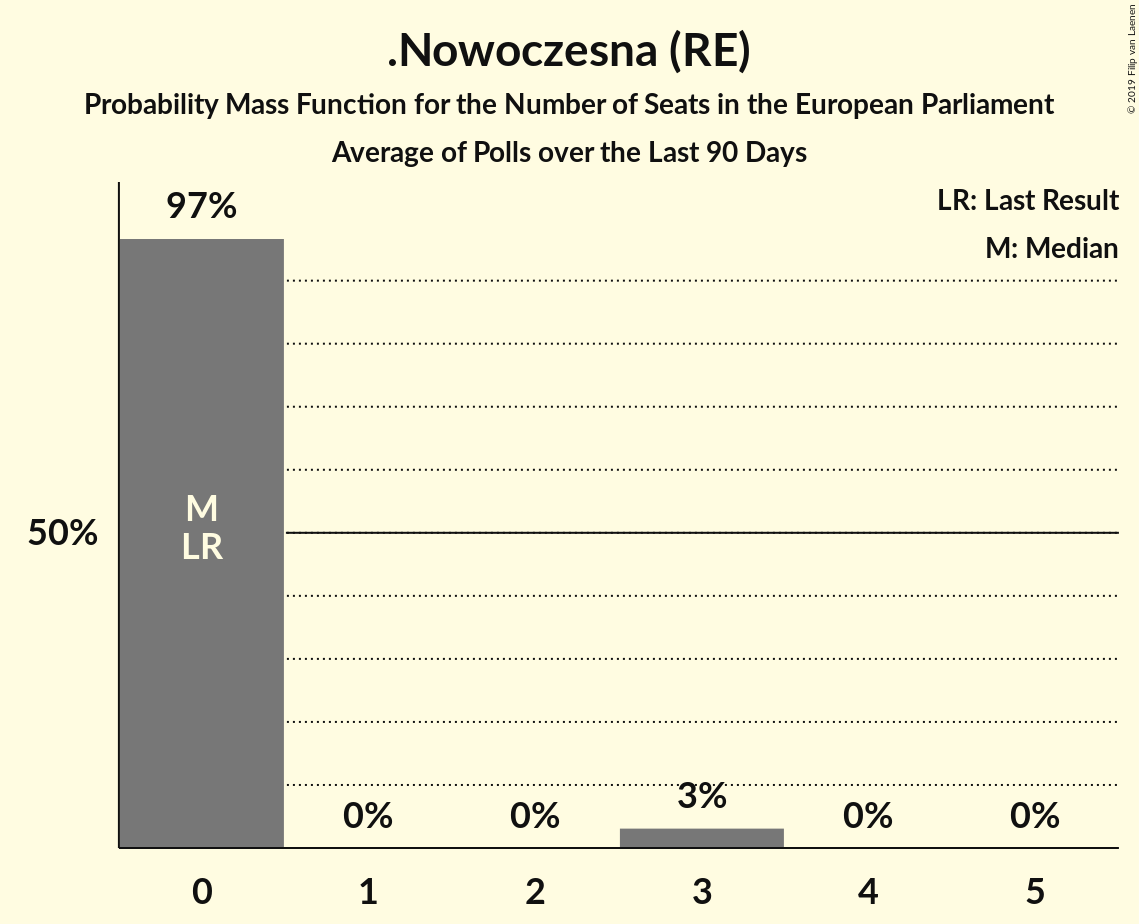 .Nowoczesna (RE)
Probability Mass Function for the Number of Seats in the European Parliament
Average of Polls over the Last 90 Days
© 2019 Filip van Laenen
LR: Last Result
M: Median
97%
M
LR
50%
0%
0%
3%
0%
0%
0
1
2
3
4
5